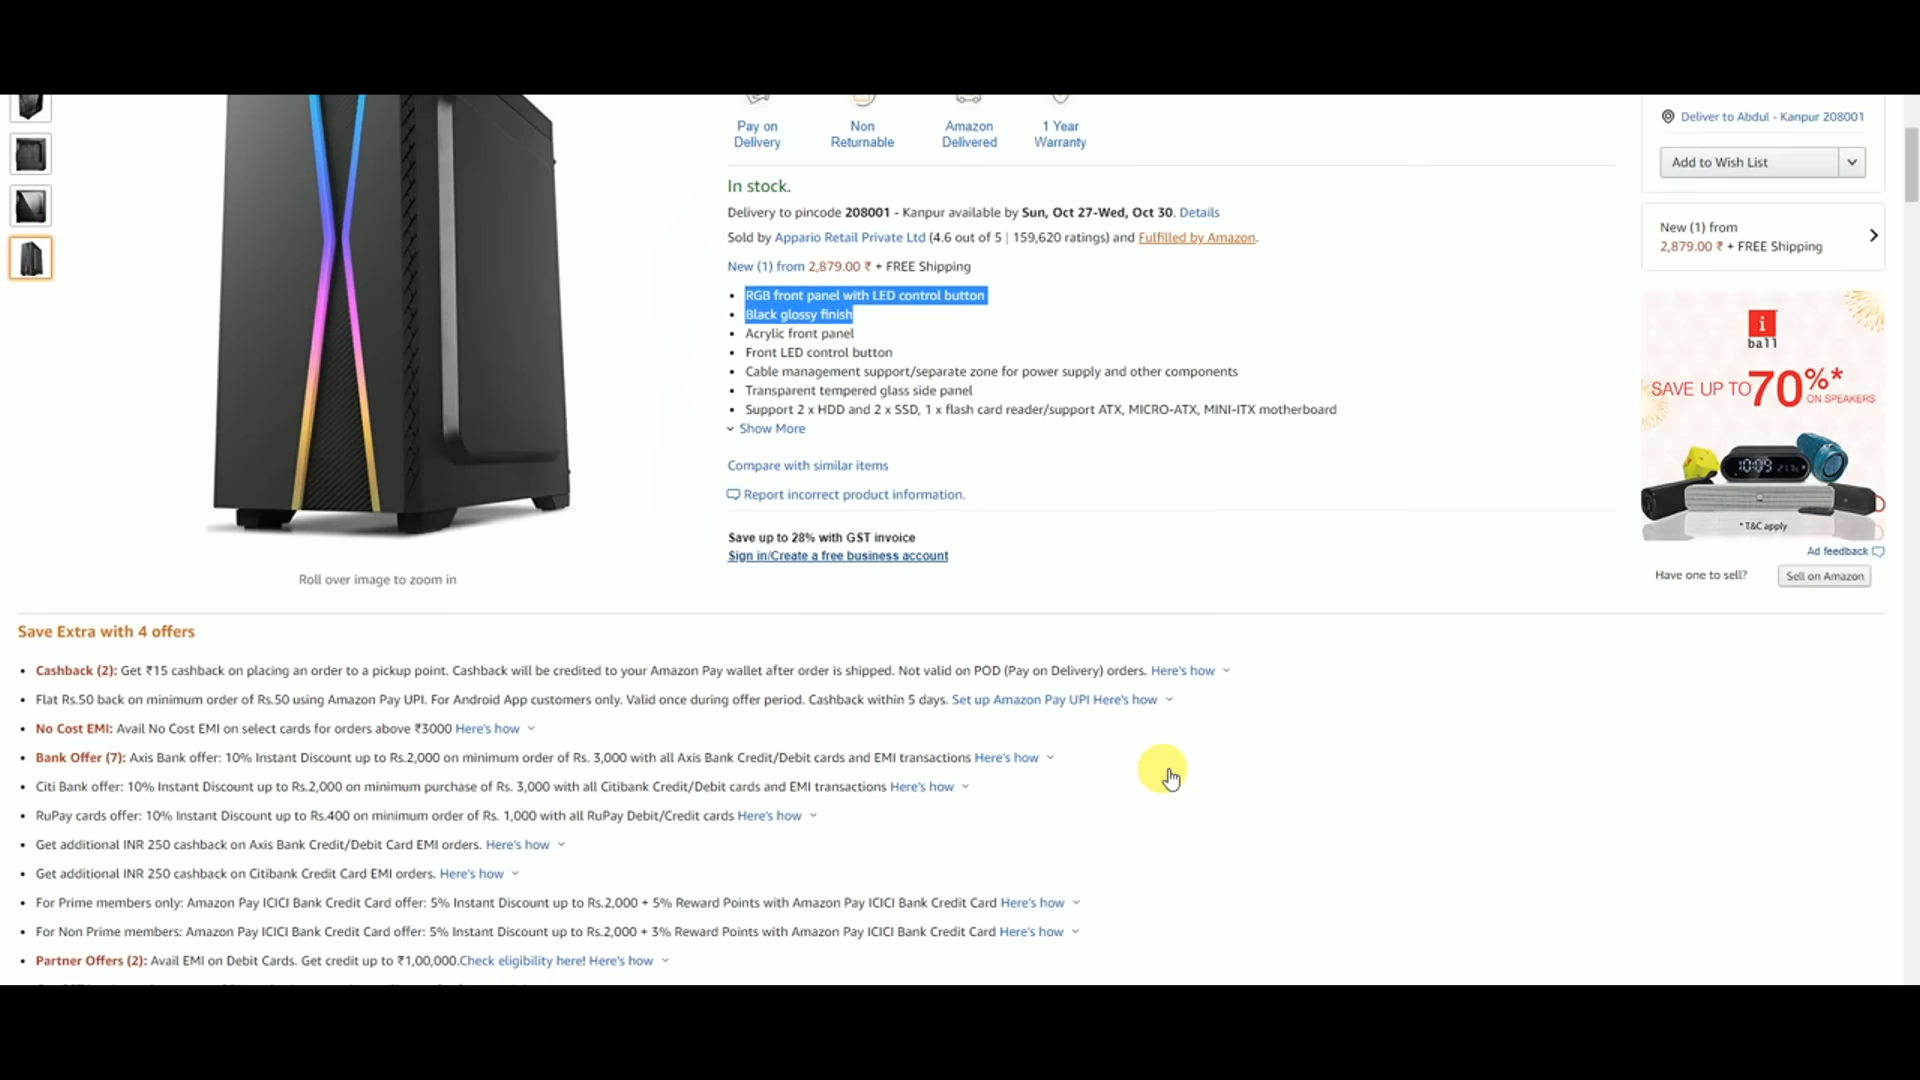 Pay on Delivery
Non Returnable
Amazon Delivered
1 Year Warranty
Deliver to Abdul - Kanpur 208001
Add to Wish List
In stock.
Delivery to pincode 208001 - Kanpur available by Sun, Oct 27-Wed, Oct 30. Details
Sold by Appario Retail Private Ltd (4.6 out of 5 | 159,620 ratings) and Fulfilled by Amazon.
New (1) from 2,879.00 ₹ + FREE Shipping
New (1) from
2,879.00 ₹ + FREE Shipping
• RGB front panel with LED control button
• Black glossy finish
• Acrylic front panel
• Front LED control button
• Cable management support/separate zone for power supply and other components
• Transparent tempered glass side panel
• Support 2 x HDD and 2 x SSD, 1 x flash card reader/support ATX, MICRO-ATX, MINI-ITX motherboard
Show More
Compare with similar items
Report incorrect product information.
Save up to 28% with GST invoice
Sign in/Create a free business account
i
ball
SAVE UP TO 70%*
ON SPEAKERS
10:09
* T&C apply
Ad feedback
Have one to sell?
Sell on Amazon
Roll over image to zoom in
Save Extra with 4 offers
• Cashback (2): Get ₹15 cashback on placing an order to a pickup point. Cashback will be credited to your Amazon Pay wallet after order is shipped. Not valid on POD (Pay on Delivery) orders. Here's how
• Flat Rs.50 back on minimum order of Rs.50 using Amazon Pay UPI. For Android App customers only. Valid once during offer period. Cashback within 5 days. Set up Amazon Pay UPI Here's how
• No Cost EMI: Avail No Cost EMI on select cards for orders above ₹3000 Here's how
• Bank Offer (7): Axis Bank offer: 10% Instant Discount up to Rs.2,000 on minimum order of Rs. 3,000 with all Axis Bank Credit/Debit cards and EMI transactions Here's how
• Citi Bank offer: 10% Instant Discount up to Rs.2,000 on minimum purchase of Rs. 3,000 with all Citibank Credit/Debit cards and EMI transactions Here's how
• RuPay cards offer: 10% Instant Discount up to Rs.400 on minimum order of Rs. 1,000 with all RuPay Debit/Credit cards Here's how
• Get additional INR 250 cashback on Axis Bank Credit/Debit Card EMI orders. Here's how
• Get additional INR 250 cashback on Citibank Credit Card EMI orders. Here's how
• For Prime members only: Amazon Pay ICICI Bank Credit Card offer: 5% Instant Discount up to Rs.2,000 + 5% Reward Points with Amazon Pay ICICI Bank Credit Card Here's how
• For Non Prime members: Amazon Pay ICICI Bank Credit Card offer: 5% Instant Discount up to Rs.2,000 + 3% Reward Points with Amazon Pay ICICI Bank Credit Card Here's how
• Partner Offers (2): Avail EMI on Debit Cards. Get credit up to ₹1,00,000.Check eligibility here! Here's how